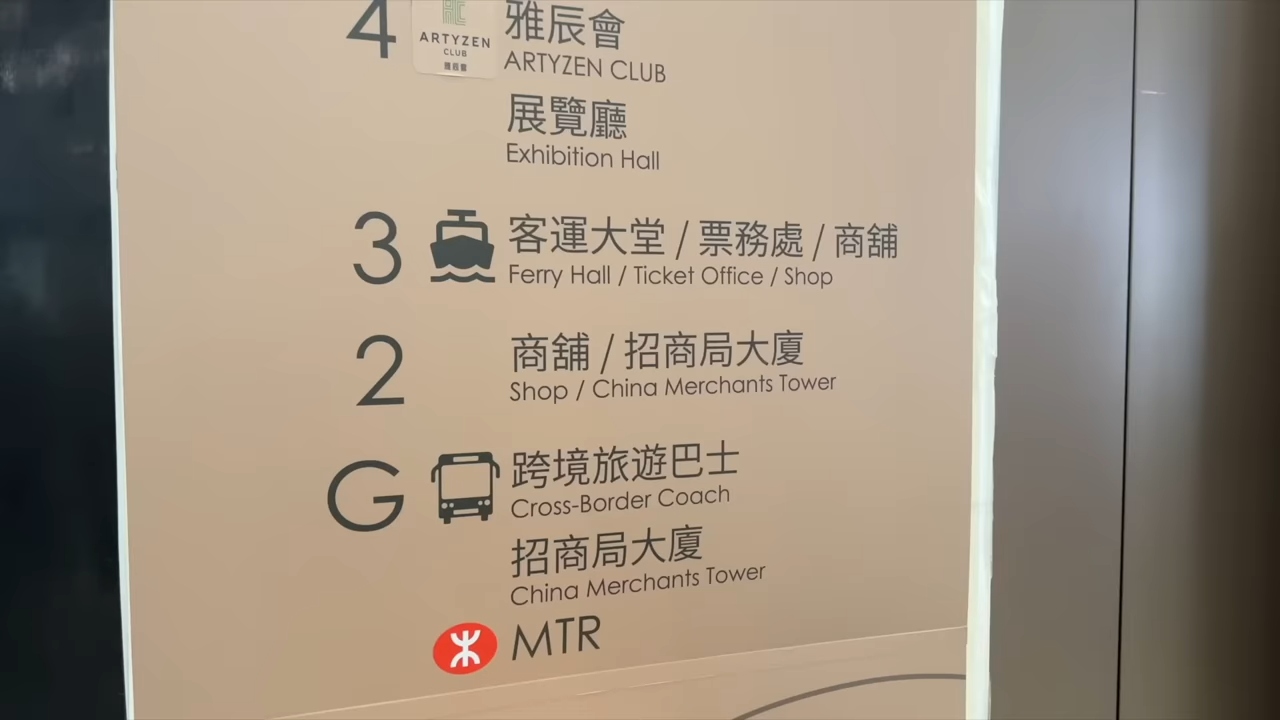 4
ARTYZEN
CLUB
雅辰會
雅辰會
ARTYZEN CLUB
展覽廳
Exhibition Hall
3
客運大堂 / 票務處 / 商舖
Ferry Hall / Ticket Office / Shop
2
商舖 / 招商局大廈
Shop / China Merchants Tower
G
跨境旅遊巴士
Cross-Border Coach
招商局大廈
China Merchants Tower
MTR